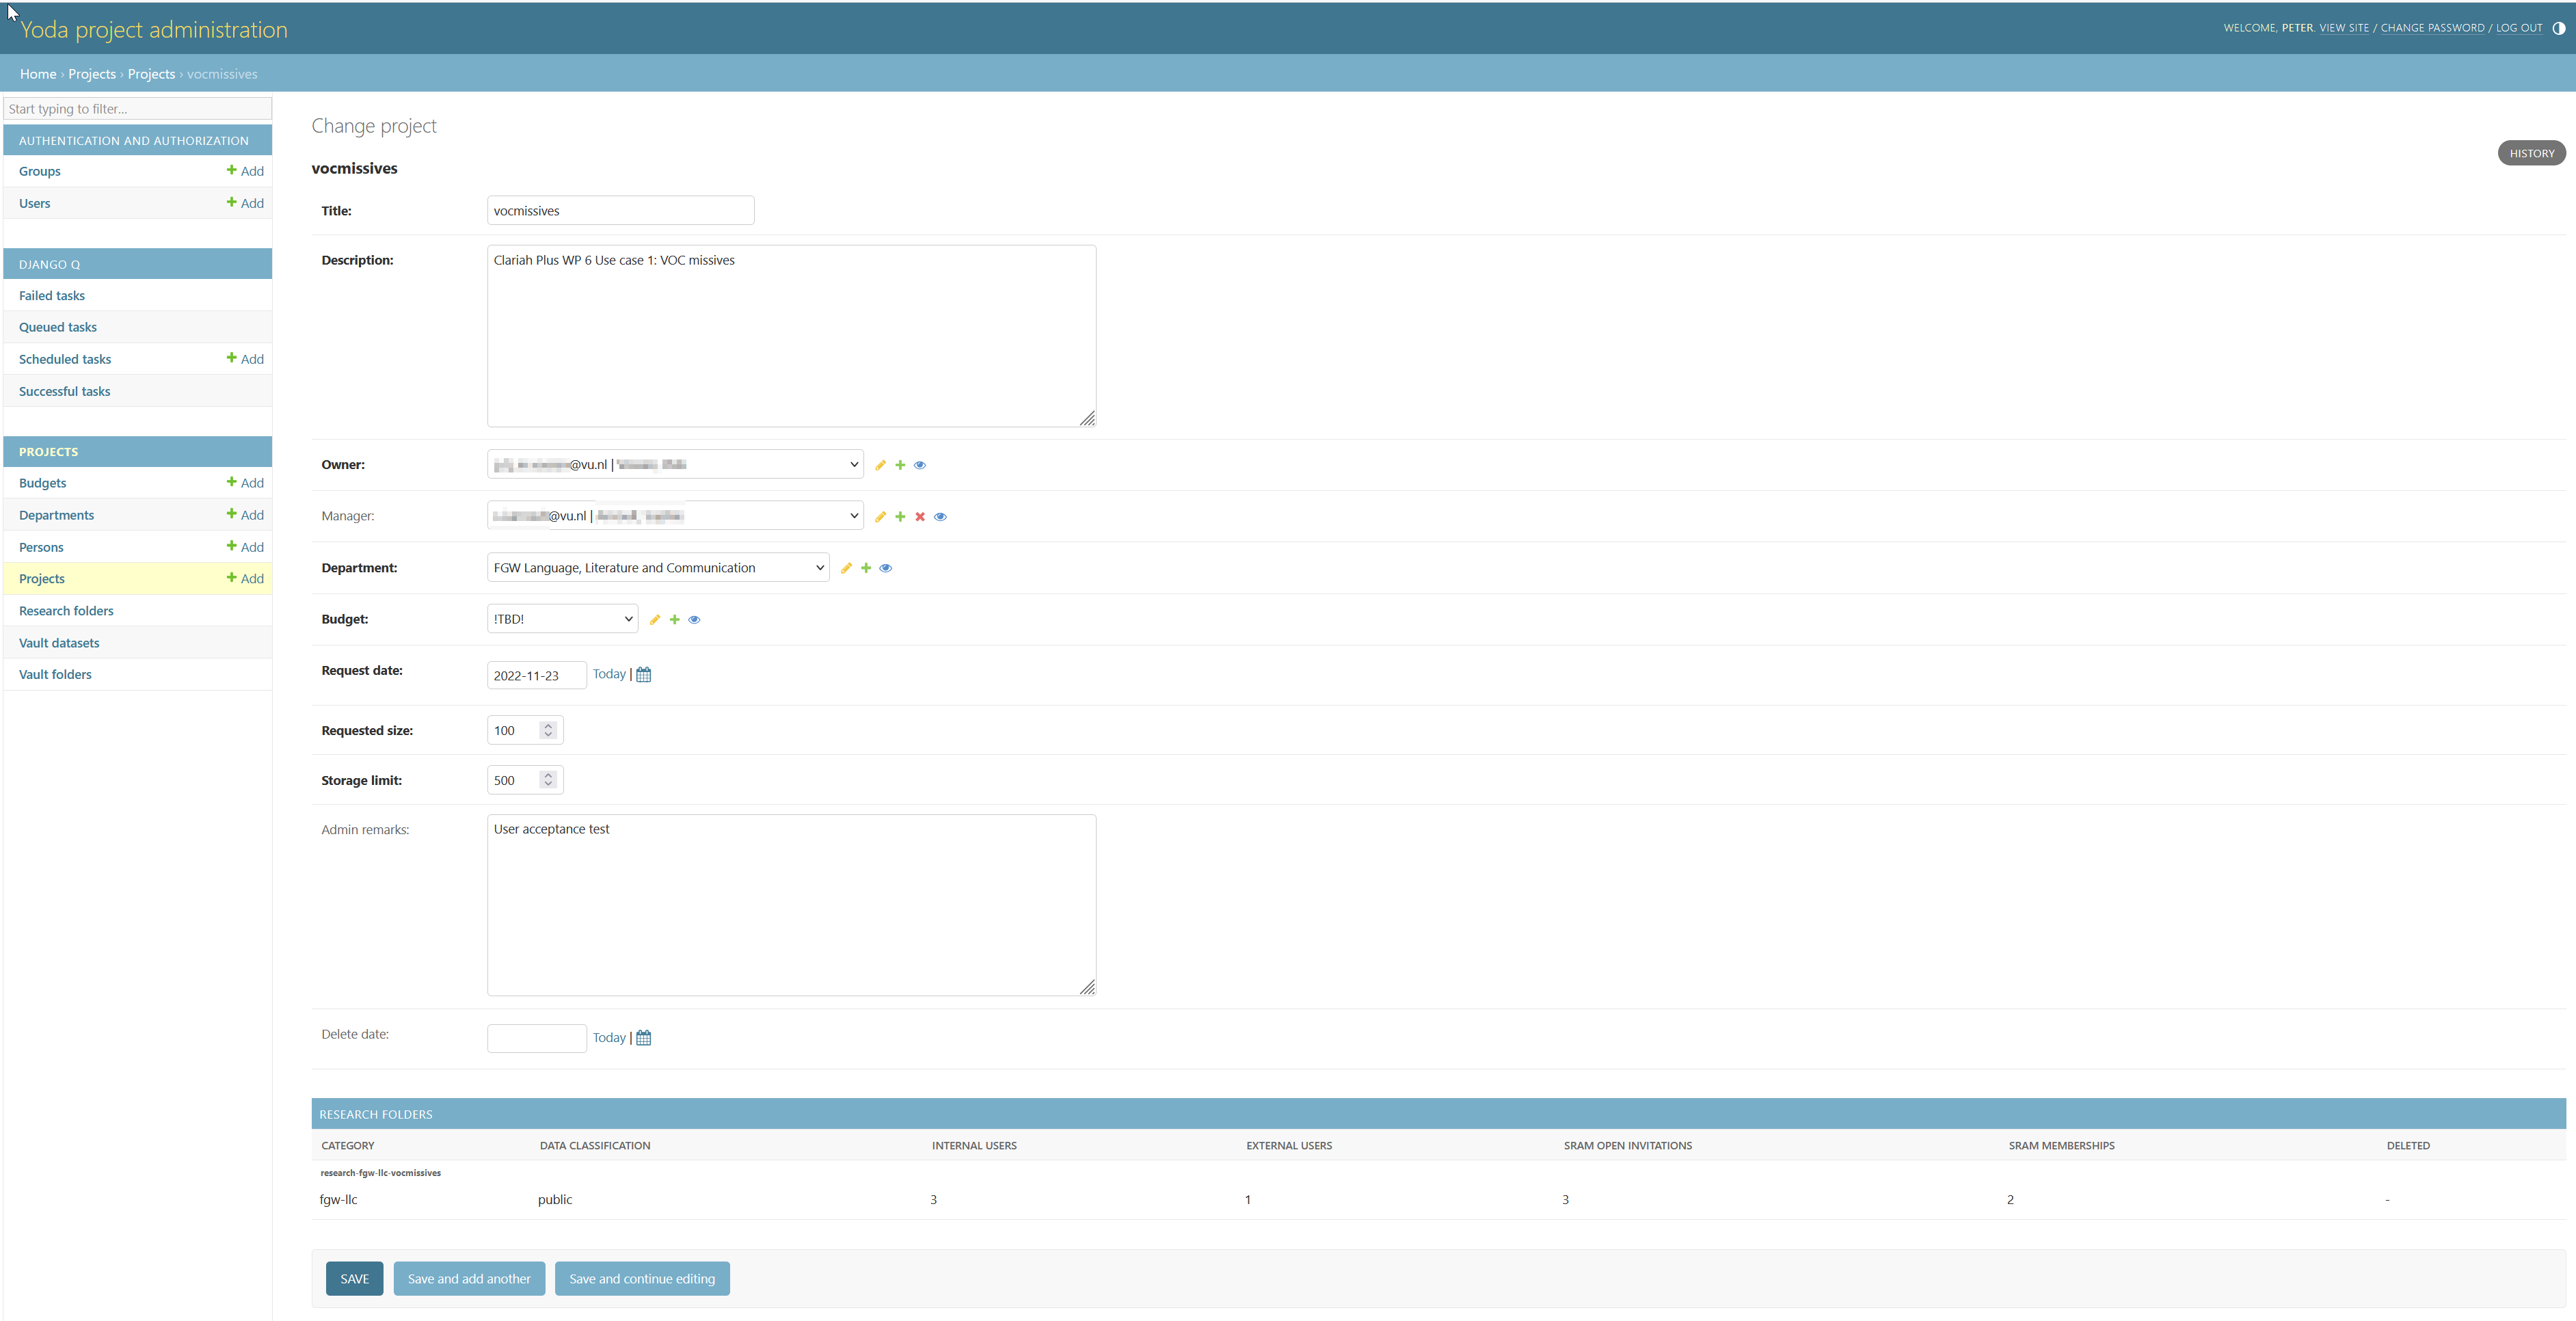 Yoda project administration
WELCOME, PETER. VIEW SITE / CHANGE PASSWORD / LOG OUT
Home › Projects › Projects › vocmissives
Start typing to filter...
AUTHENTICATION AND AUTHORIZATION
Groups + Add
Users + Add
DJANGO Q
Failed tasks
Queued tasks
Scheduled tasks + Add
Successful tasks
PROJECTS
Budgets + Add
Departments + Add
Persons + Add
Projects + Add
Research folders
Vault datasets
Vault folders
Change project
HISTORY
vocmissives
Title: vocmissives
Description: Clariah Plus WP 6 Use case 1: VOC missives
Owner: @vu.nl |
Manager: @vu.nl |
Department: FGW Language, Literature and Communication
Budget: !TBD!
Request date: 2022-11-23 Today |
Requested size: 100
Storage limit: 500
Admin remarks: User acceptance test
Delete date: Today |
RESEARCH FOLDERS
CATEGORY DATA CLASSIFICATION INTERNAL USERS EXTERNAL USERS SRAM OPEN INVITATIONS SRAM MEMBERSHIPS DELETED
research-fgw-llc-vocmissives
fgw-llc public 3 1 3 2 -
SAVE Save and add another Save and continue editing